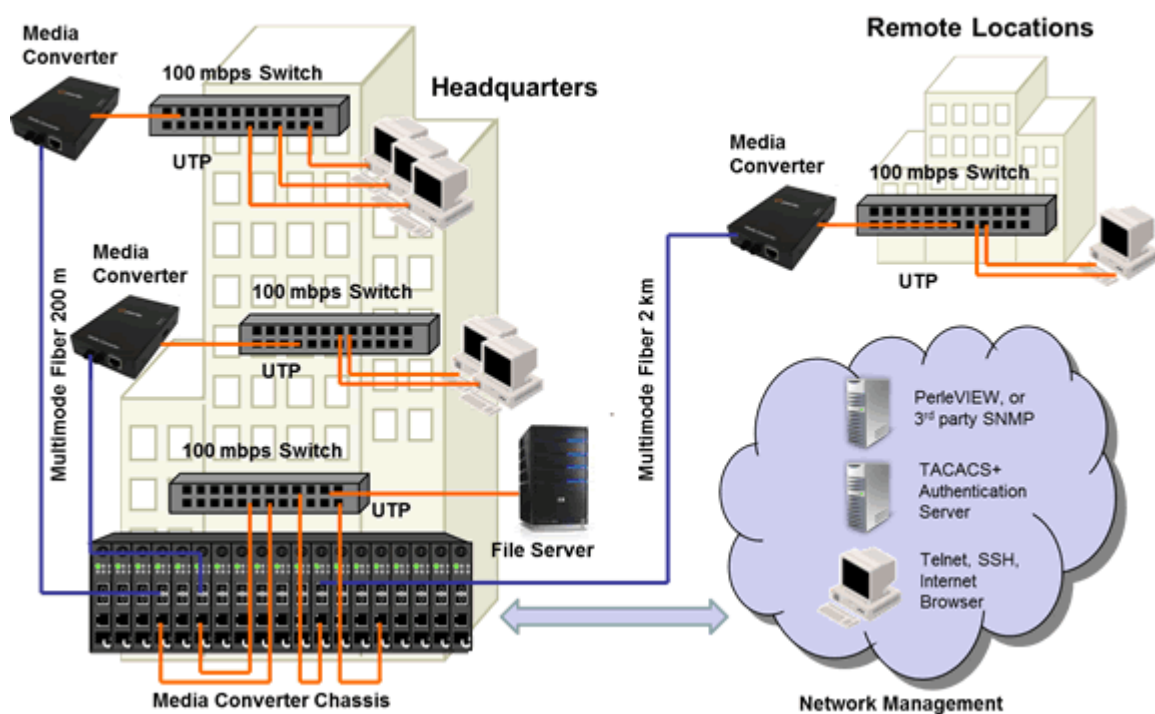 Media
Converter
100 mbps Switch
Headquarters
UTP
Media
Converter
100 mbps Switch
UTP
Multimode Fiber 200 m
100 mbps Switch
UTP
File Server
Media Converter Chassis
Remote Locations
Media
Converter
100 mbps Switch
UTP
Multimode Fiber 2 km
PerleVIEW, or
3rd party SNMP
TACACS+
Authentication
Server
Telnet, SSH,
Internet
Browser
Network Management